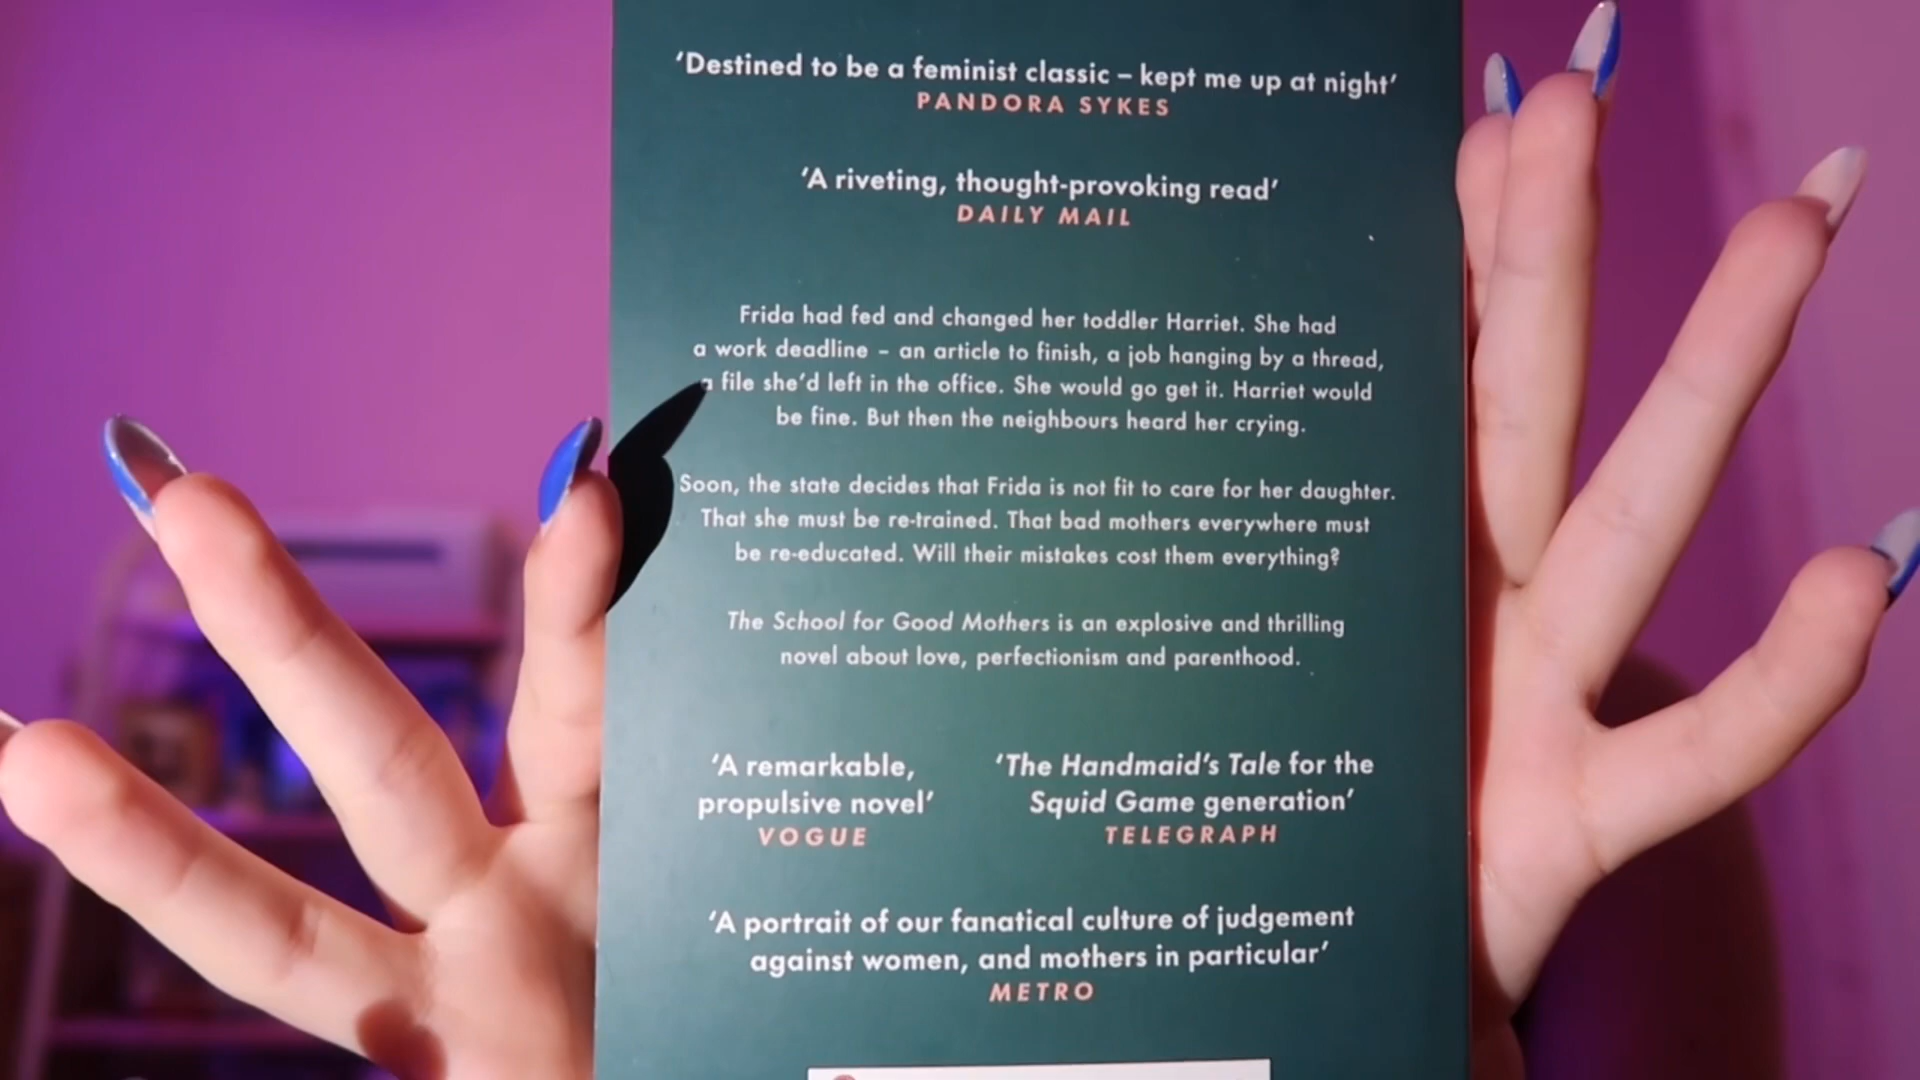 ‘Destined to be a feminist classic – kept me up at night’
PANDORA SYKES
‘A riveting, thought-provoking read’
DAILY MAIL
Frida had fed and changed her toddler Harriet. She had
a work deadline – an article to finish, a job hanging by a thread,
a file she’d left in the office. She would go get it. Harriet would
be fine. But then the neighbours heard her crying.
Soon, the state decides that Frida is not fit to care for her daughter.
That she must be re-trained. That bad mothers everywhere must
be re-educated. Will their mistakes cost them everything?
The School for Good Mothers is an explosive and thrilling
novel about love, perfectionism and parenthood.
‘A remarkable,
propulsive novel’
VOGUE
‘The Handmaid’s Tale for the
Squid Game generation’
TELEGRAPH
‘A portrait of our fanatical culture of judgement
against women, and mothers in particular’
METRO